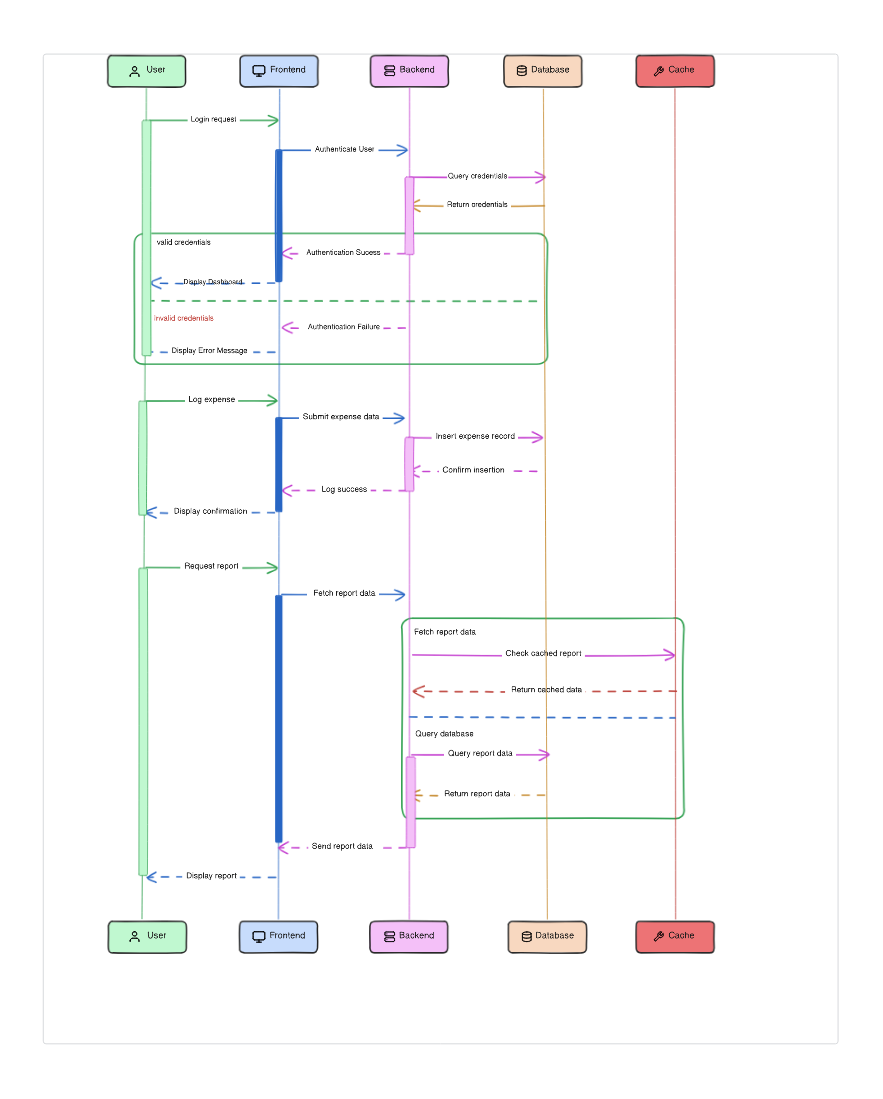 User
Frontend
Backend
Database
Cache
Login request
Authenticate User
Query credentials
Return credentials
valid credentials
Authentication Sucess
Display Dashboard
invalid credentials
Authentication Failure
Display Error Message
Log expense
Submit expense data
Insert expense record
Confirm insertion
Log success
Display confirmation
Request report
Fetch report data
Fetch report data
Check cached report
Return cached data
Query database
Query report data
Return report data
Send report data
Display report
User
Frontend
Backend
Database
Cache